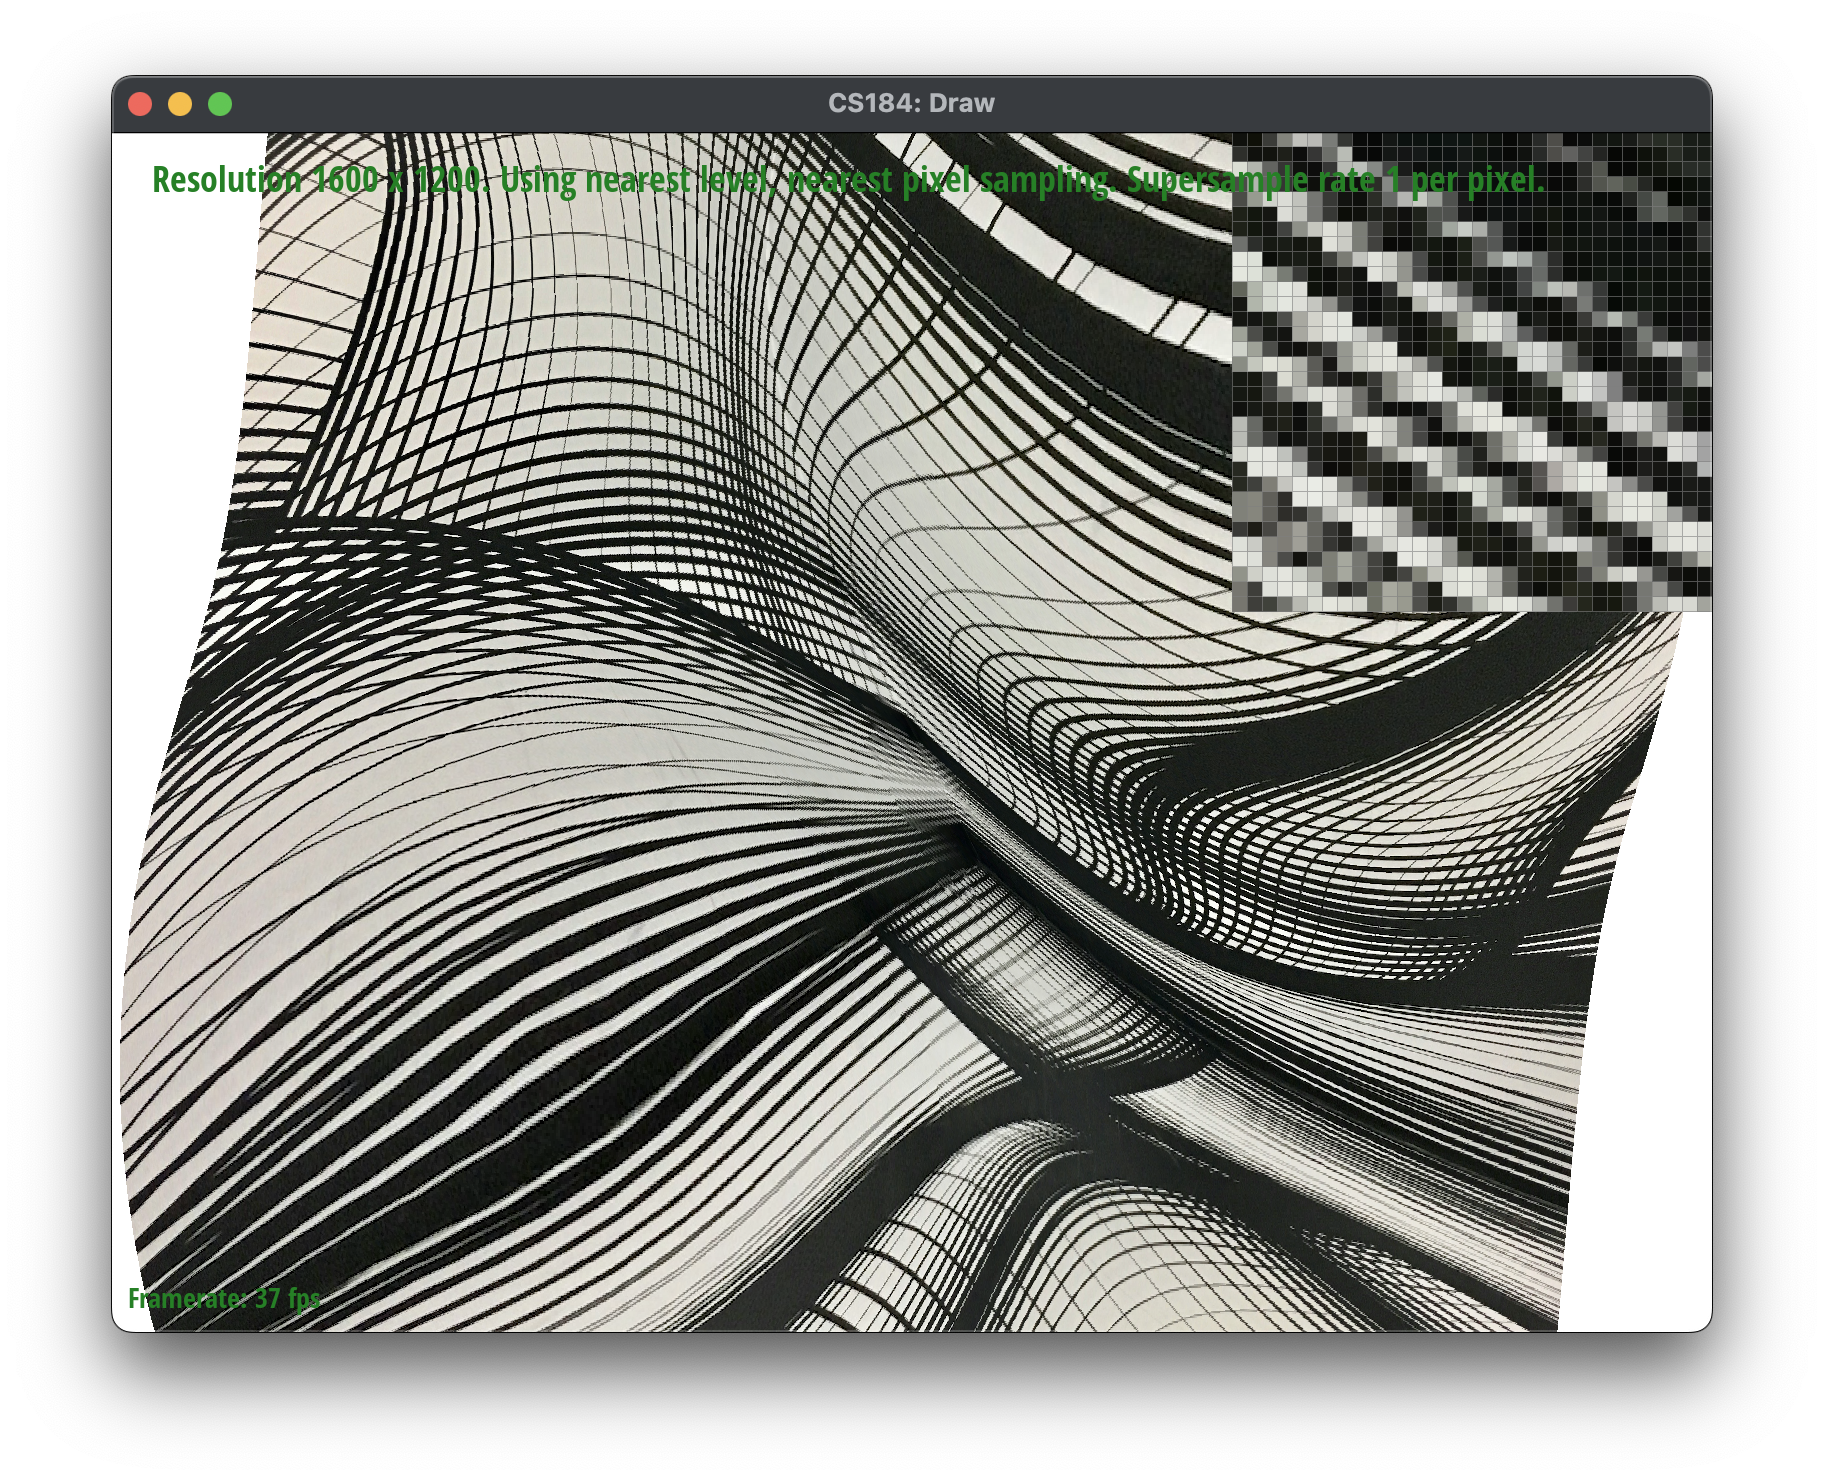 CS184: Draw
Resolution 1600 x 1200. Using nearest level, nearest pixel sampling. Supersample rate 1 per pixel.
Framerate: 37 fps